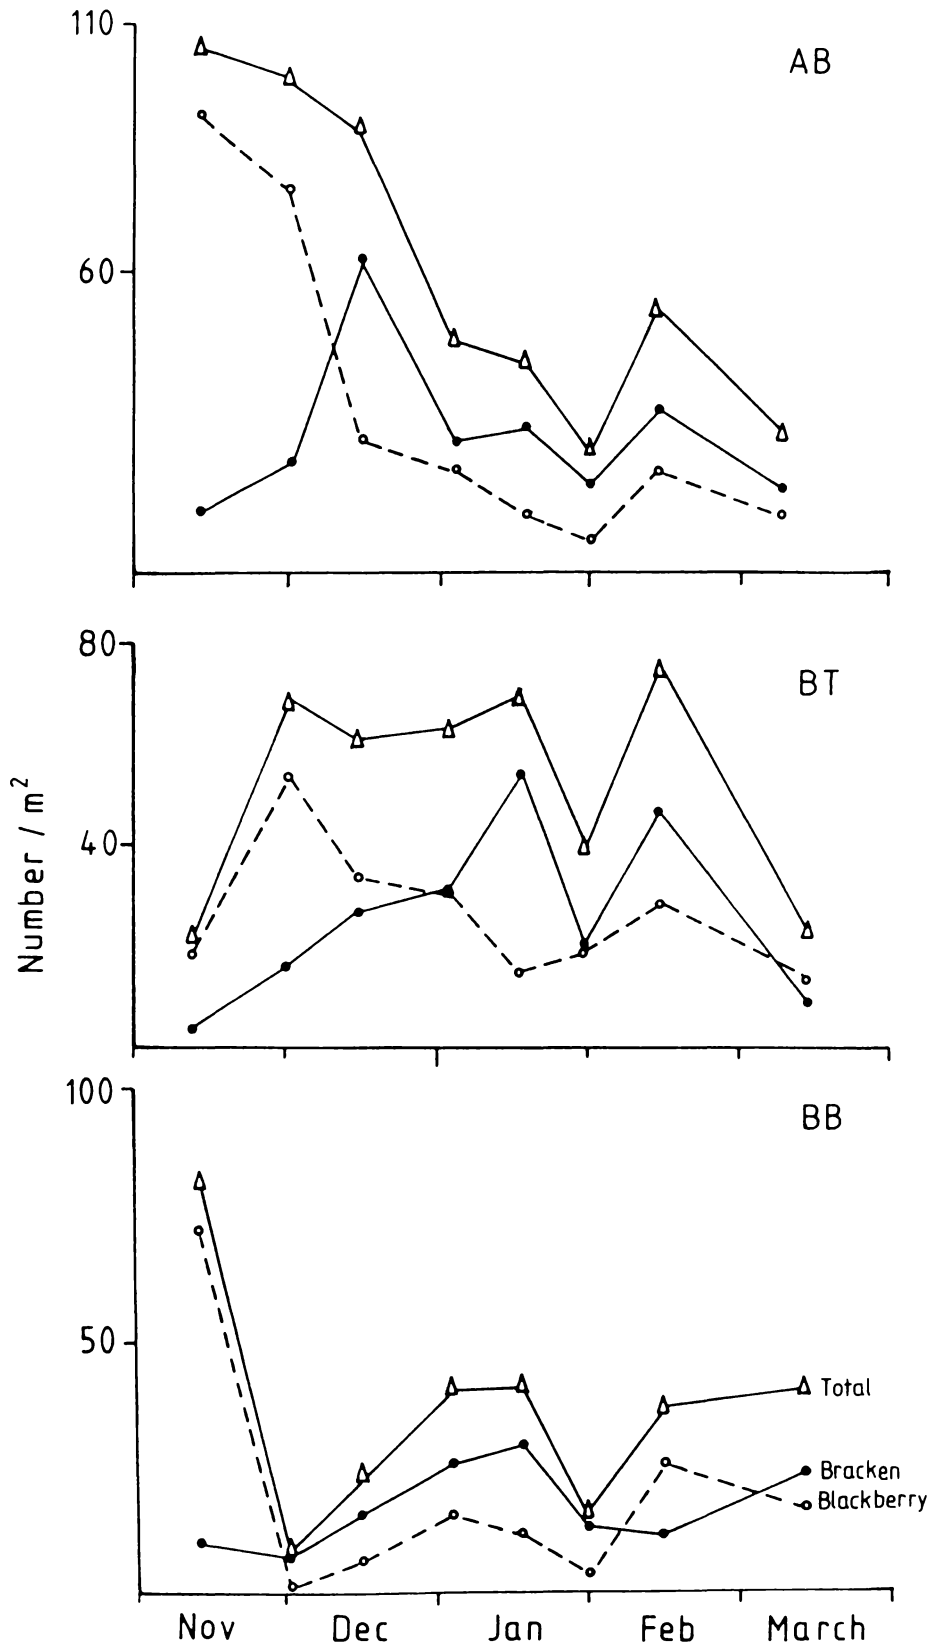 110
AB
60
80
BT
Number / m²
40
100
BB
50
Total
Bracken
Blackberry
Nov Dec Jan Feb March